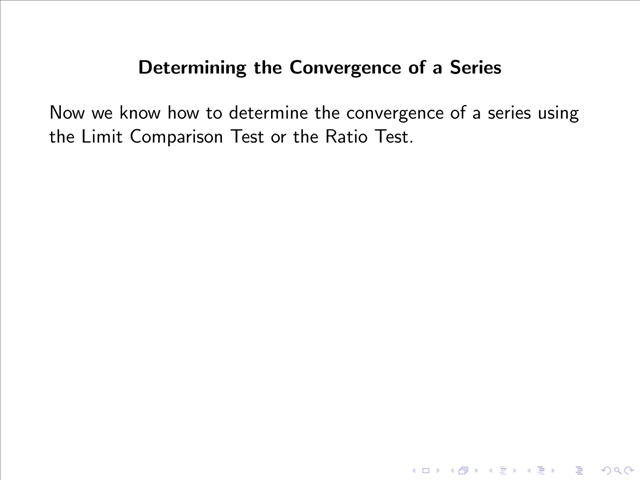 Determining the Convergence of a Series
Now we know how to determine the convergence of a series using
the Limit Comparison Test or the Ratio Test.